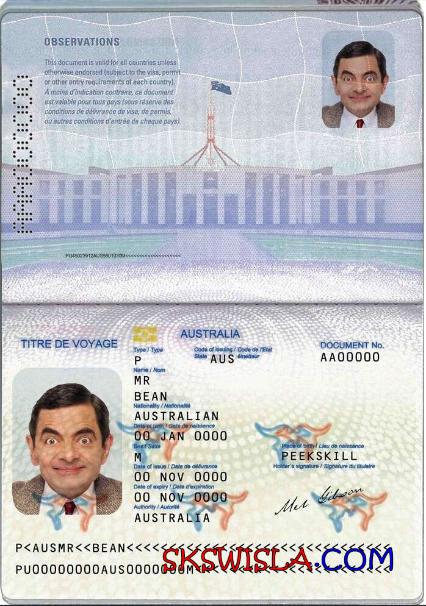 OBSERVATIONS
This document is valid for all countries unless
otherwise endorsed (subject to the visa, permit
or other entry requirements of each country).
A moins d'indication contraire, ce document
est valable pour tous pays (sous réserve des
conditions de délivrance de visa, de permis,
ou autres conditions d'entrée de chaque pays).
TITRE DE VOYAGE
AUSTRALIA
Type / Type
Code of issuing / Code de l'Etat
State émetteur
DOCUMENT No.
P
AUS
AA00000
Name / Nom
MR
BEAN
Nationality / Nationalité
AUSTRALIAN
Date of birth / Date de naissance
00 JAN 0000
Sex / Sexe
M
Place of birth / Lieu de naissance
PEEKSKILL
Date of issue / Date de délivrance
00 NOV 0000
Holder's signature / Signature du titulaire
Date of expiry / Date d'expiration
00 NOV 0000
Mel Gibson
Authority / Autorité
AUSTRALIA
P<AUSMR<<BEAN<<<<<<<<<<<<<<<<<<<<<<<<<<<<<<<
SKSWISLA.COM